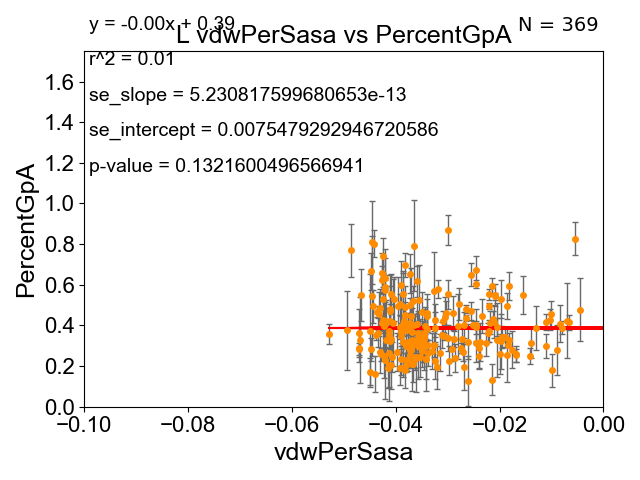 y = -0.00x + 0.39
N = 369
L vdwPerSasa vs PercentGpA
r^2 = 0.01
se_slope = 5.230817599680653e-13
se_intercept = 0.0075479292946720586
p-value = 0.1321600496566941
PercentGpA
1.6
1.4
1.2
1.0
0.8
0.6
0.4
0.2
0.0
−0.10
−0.08
−0.06
−0.04
−0.02
0.00
vdwPerSasa